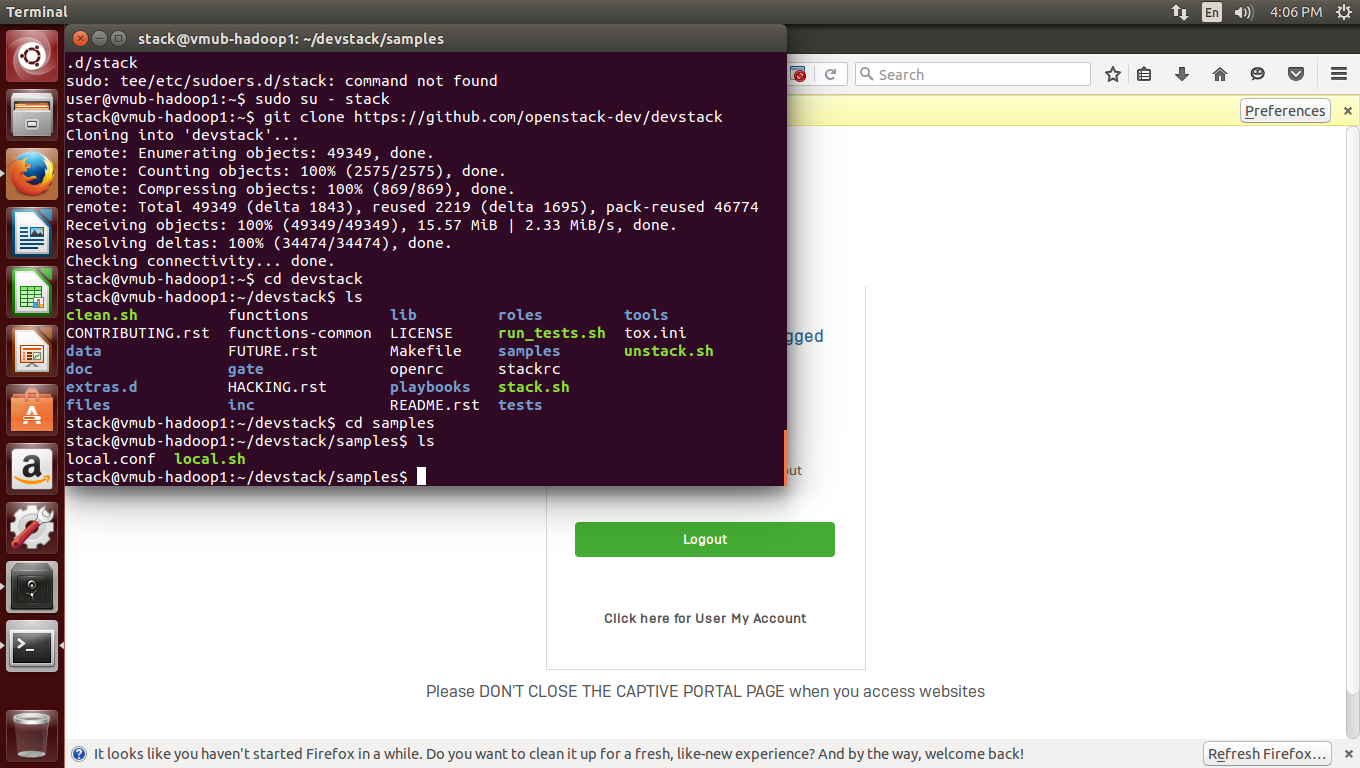 Terminal
En
4:06 PM
stack@vmub-hadoop1: ~/devstack/samples
.d/stack
sudo: tee/etc/sudoers.d/stack: command not found
user@vmub-hadoop1:~$ sudo su - stack
stack@vmub-hadoop1:~$ git clone https://github.com/openstack-dev/devstack
Cloning into 'devstack'...
remote: Enumerating objects: 49349, done.
remote: Counting objects: 100% (2575/2575), done.
remote: Compressing objects: 100% (869/869), done.
remote: Total 49349 (delta 1843), reused 2219 (delta 1695), pack-reused 46774
Receiving objects: 100% (49349/49349), 15.57 MiB | 2.33 MiB/s, done.
Resolving deltas: 100% (34474/34474), done.
Checking connectivity... done.
stack@vmub-hadoop1:~$ cd devstack
stack@vmub-hadoop1:~/devstack$ ls
clean.sh functions lib roles tools
CONTRIBUTING.rst functions-common LICENSE run_tests.sh tox.ini
data FUTURE.rst Makefile samples unstack.sh
doc gate openrc stackrc
extras.d HACKING.rst playbooks stack.sh
files inc README.rst tests
stack@vmub-hadoop1:~/devstack$ cd samples
stack@vmub-hadoop1:~/devstack/samples$ ls
local.conf local.sh
stack@vmub-hadoop1:~/devstack/samples$
Search
Preferences
gged
out
Logout
Click here for User My Account
Please DON'T CLOSE THE CAPTIVE PORTAL PAGE when you access websites
It looks like you haven't started Firefox in a while. Do you want to clean it up for a fresh, like-new experience? And by the way, welcome back!
Refresh Firefox...